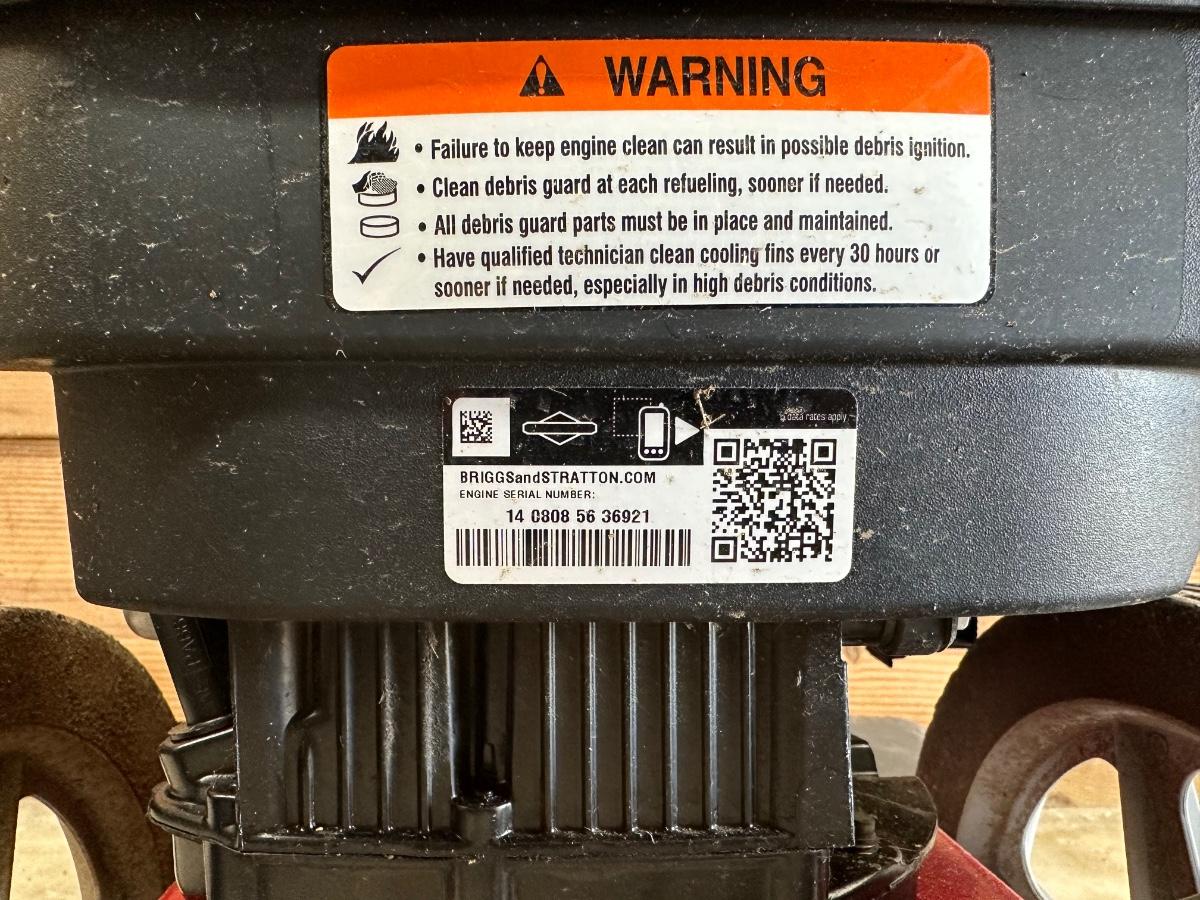 WARNING
• Failure to keep engine clean can result in possible debris ignition.
• Clean debris guard at each refueling, sooner if needed.
• All debris guard parts must be in place and maintained.
• Have qualified technician clean cooling fins every 30 hours or
sooner if needed, especially in high debris conditions.
data rates apply
BRIGGSandSTRATTON.COM
ENGINE SERIAL NUMBER:
14 0808 56 36921